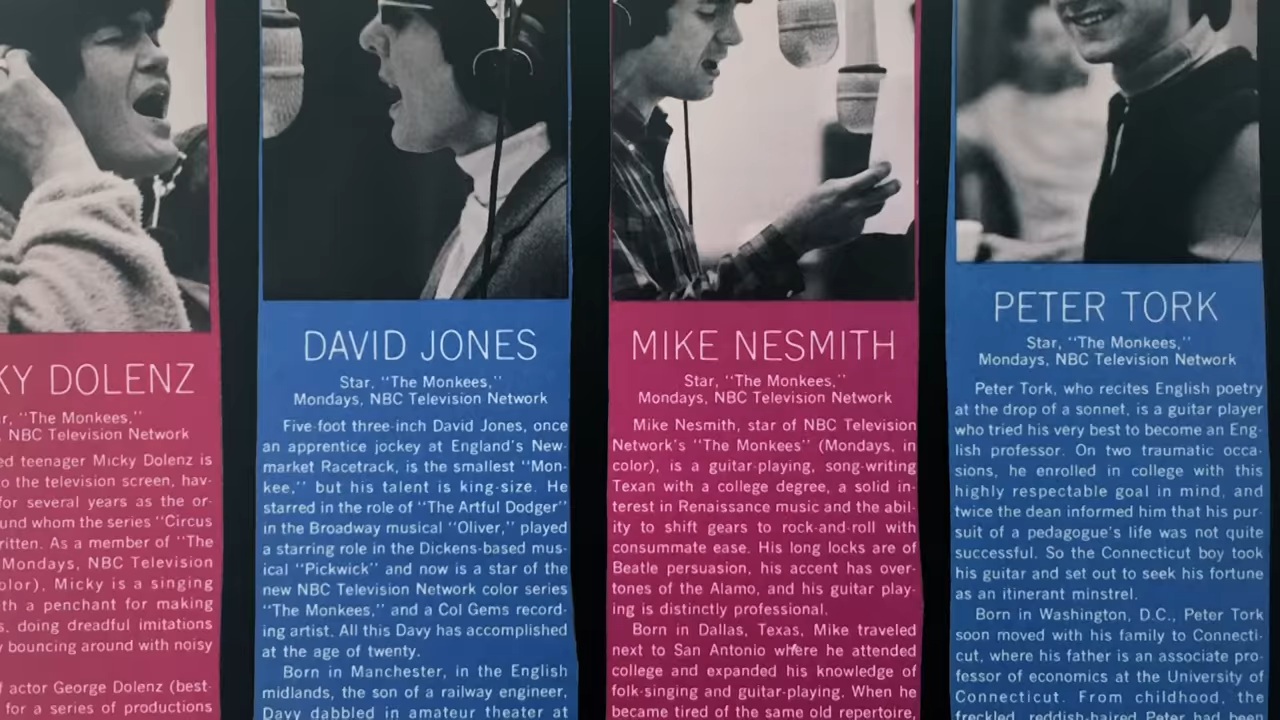 KY DOLENZ
r, "The Monkees,"
, NBC Television Network
ed teenager Micky Dolenz is
o the television screen, hav-
for several years as the or-
und whom the series "Circus
ritten. As a member of "The
Mondays, NBC Television
olor), Micky is a singing
th a penchant for making
s, doing dreadful imitations
y bouncing around with noisy
f actor George Dolenz (best-
for a series of productions
DAVID JONES
Star, "The Monkees,"
Mondays, NBC Television Network
Five-foot three-inch David Jones, once
an apprentice jockey at England's New-
market Racetrack, is the smallest "Mon-
kee," but his talent is king-size. He
starred in the role of "The Artful Dodger"
in the Broadway musical "Oliver," played
a starring role in the Dickens-based mus-
ical "Pickwick" and now is a star of the
new NBC Television Network color series
"The Monkees," and a Col Gems record-
ing artist. All this Davy has accomplished
at the age of twenty.
Born in Manchester, in the English
midlands, the son of a railway engineer,
Davy dabbled in amateur theater at
MIKE NESMITH
Star, "The Monkees,"
Mondays, NBC Television Network
Mike Nesmith, star of NBC Television
Network's "The Monkees" (Mondays, in
color), is a guitar-playing, song-writing
Texan with a college degree, a solid in-
terest in Renaissance music and the abil-
ity to shift gears to rock-and-roll with
consummate ease. His long locks are of
Beatle persuasion, his accent has over-
tones of the Alamo, and his guitar play-
ing is distinctly professional.
Born in Dallas, Texas, Mike traveled
next to San Antonio where he attended
college and expanded his knowledge of
folk-singing and guitar-playing. When he
became tired of the same old repertoire,
PETER TORK
Star, "The Monkees,"
Mondays, NBC Television Network
Peter Tork, who recites English poetry
at the drop of a sonnet, is a guitar player
who tried his very best to become an Eng-
lish professor. On two traumatic occa-
sions, he enrolled in college with this
highly respectable goal in mind, and
twice the dean informed him that his pur-
suit of a pedagogue's life was not quite
successful. So the Connecticut boy took
his guitar and set out to seek his fortune
as an itinerant minstrel.
Born in Washington, D.C., Peter Tork
soon moved with his family to Connecti-
cut, where his father is an associate pro-
fessor of economics at the University of
Connecticut. From childhood, the
freckled, reddish-haired Peter had been